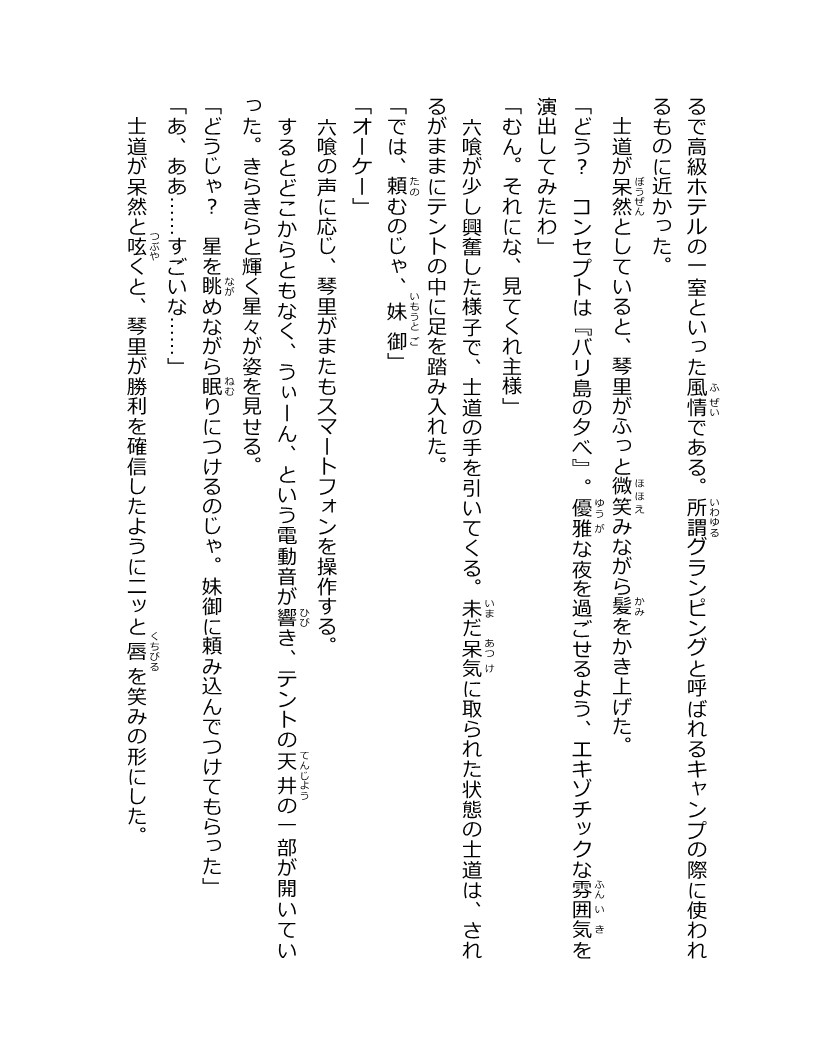 るで高級ホテルの一室といった風情である。所謂グランピングと呼ばれるキャンプの際に使われ
るものに近かった。
士道が呆然としていると、琴里がふっと微笑みながら髪をかき上げた。
「どう？　コンセプトは『バリ島の夕べ』。優雅な夜を過ごせるよう、エキゾチックな雰囲気を
演出してみたわ」
「むん。それにな、見てくれ主様」
六喰が少し興奮した様子で、士道の手を引いてくる。未だ呆気に取られた状態の士道は、され
るがままにテントの中に足を踏み入れた。
「では、頼むのじゃ、妹御」
「オーケー」
六喰の声に応じ、琴里がまたもスマートフォンを操作する。
するとどこからともなく、うぃーん、という電動音が響き、テントの天井の一部が開いてい
った。きらきらと輝く星々が姿を見せる。
「どうじゃ？　星を眺めながら眠りにつけるのじゃ。妹御に頼み込んでつけてもらった」
「あ、ああ……すごいな……」
士道が呆然と呟くと、琴里が勝利を確信したようにニッと唇を笑みの形にした。